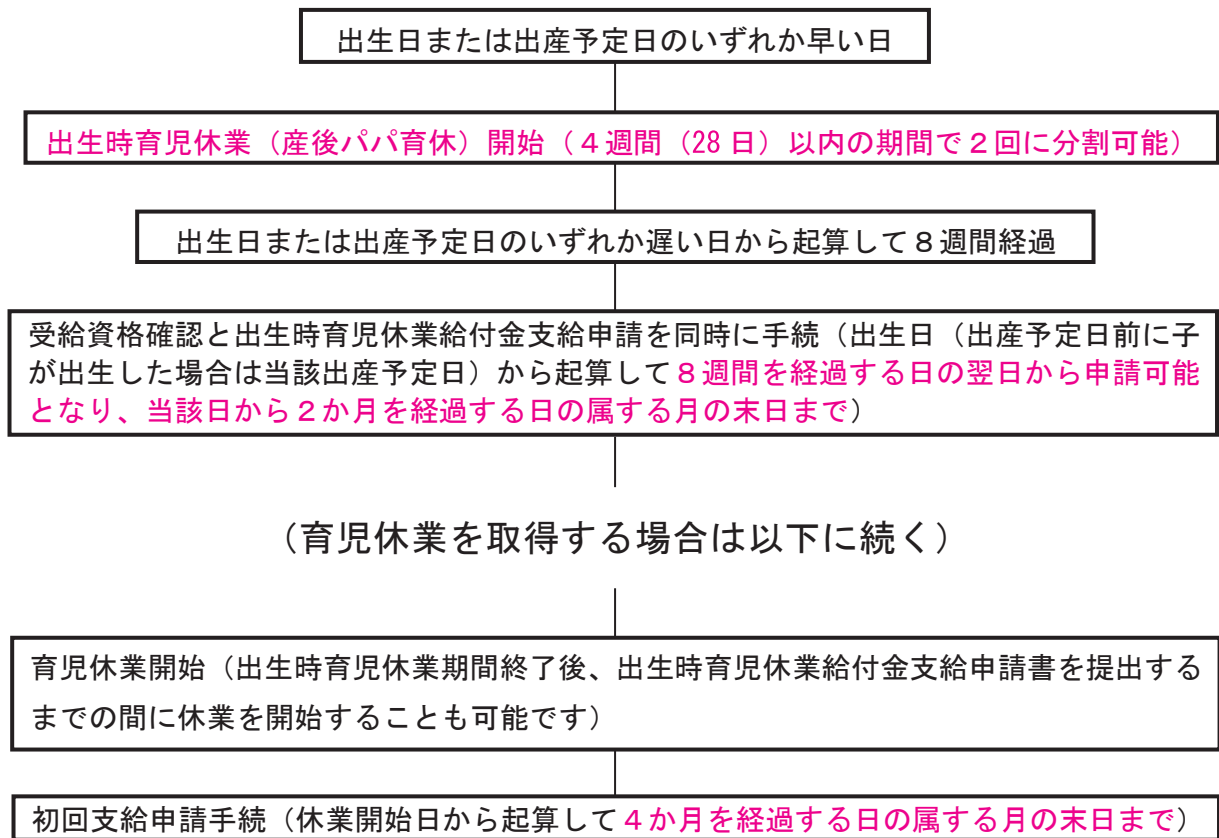 出生日または出産予定日のいずれか早い日
出生時育児休業（産後パパ育休）開始（４週間（28 日）以内の期間で２回に分割可能）
出生日または出産予定日のいずれか遅い日から起算して８週間経過
受給資格確認と出生時育児休業給付金支給申請を同時に手続（出生日（出産予定日前に子
が出生した場合は当該出産予定日）から起算して８週間を経過する日の翌日から申請可能
となり、当該日から２か月を経過する日の属する月の末日まで）
（育児休業を取得する場合は以下に続く）
育児休業開始（出生時育児休業期間終了後、出生時育児休業給付金支給申請書を提出する
までの間に休業を開始することも可能です）
初回支給申請手続（休業開始日から起算して４か月を経過する日の属する月の末日まで）